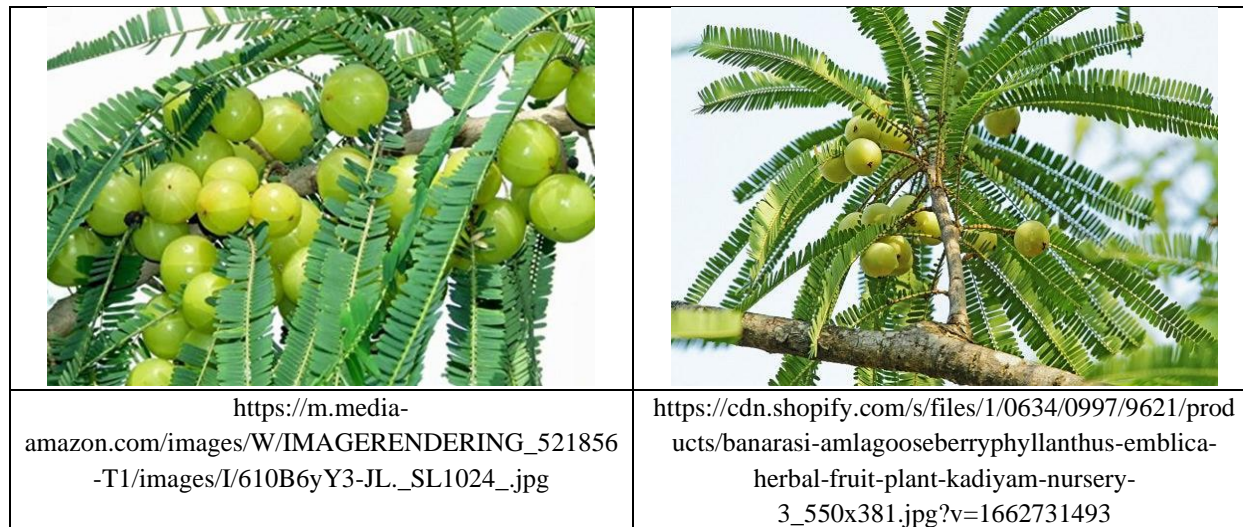 https://m.media-
amazon.com/images/W/IMAGERENDERING_521856
-T1/images/I/610B6yY3-JL._SL1024_.jpg
https://cdn.shopify.com/s/files/1/0634/0997/9621/prod
ucts/banarasi-amlagooseberryphyllanthus-emblica-
herbal-fruit-plant-kadiyam-nursery-
3_550x381.jpg?v=1662731493